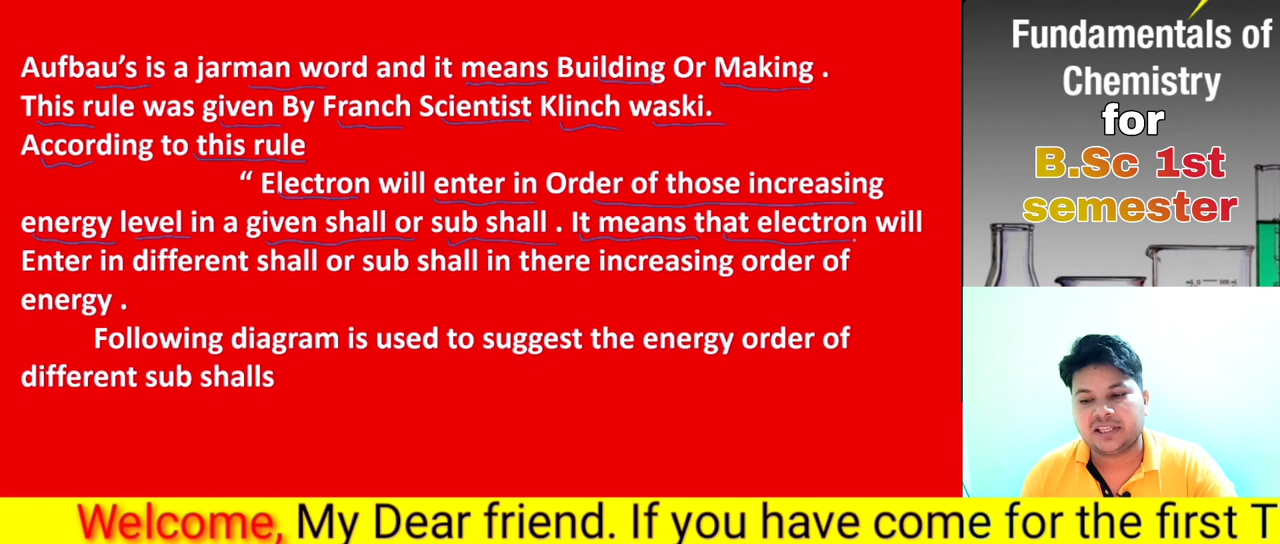 Aufbau’s is a jarman word and it means Building Or Making .
This rule was given By Franch Scientist Klinch waski.
According to this rule
“ Electron will enter in Order of those increasing
energy level in a given shall or sub shall . It means that electron will
Enter in different shall or sub shall in there increasing order of
energy .
Following diagram is used to suggest the energy order of
different sub shalls
Fundamentals of
Chemistry
for
B.Sc 1st
semester
Welcome, My Dear friend. If you have come for the first T